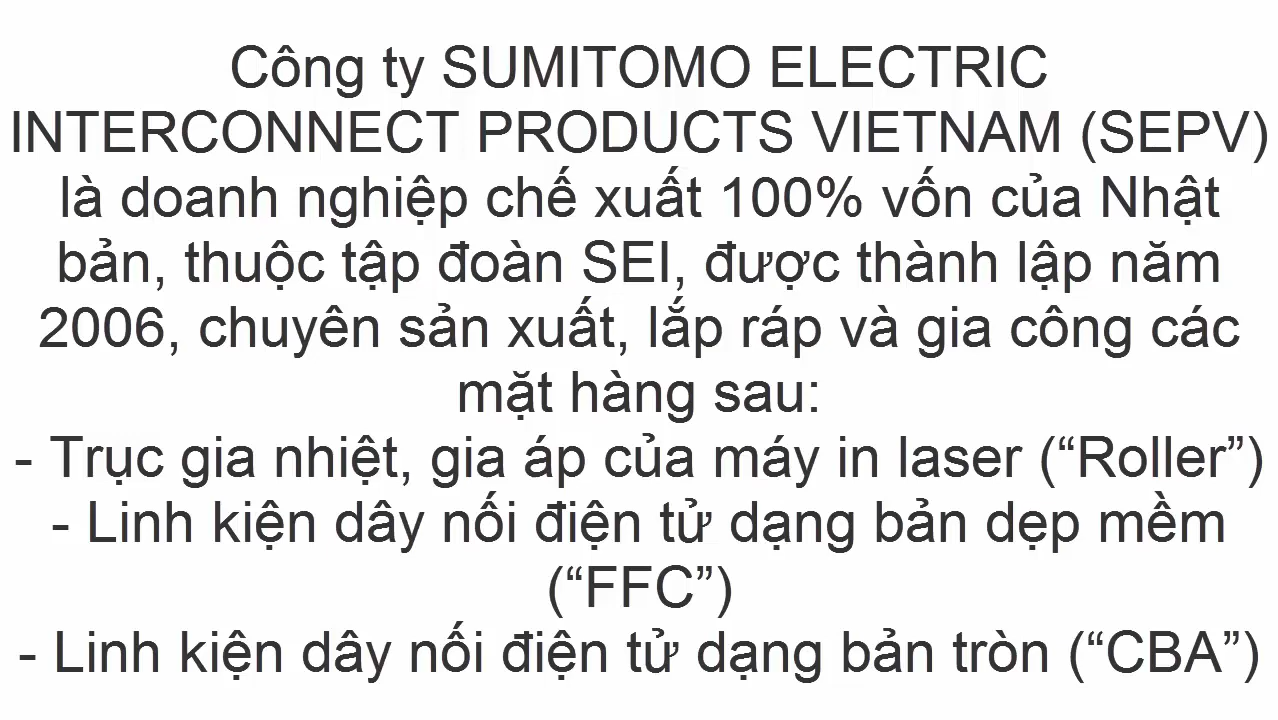 Công ty SUMITOMO ELECTRIC
INTERCONNECT PRODUCTS VIETNAM (SEPV)
là doanh nghiệp chế xuất 100% vốn của Nhật
bản, thuộc tập đoàn SEI, được thành lập năm
2006, chuyên sản xuất, lắp ráp và gia công các
mặt hàng sau:
- Trục gia nhiệt, gia áp của máy in laser (“Roller”)
- Linh kiện dây nối điện tử dạng bản dẹp mềm
(“FFC”)
- Linh kiện dây nối điện tử dạng bản tròn (“CBA”)